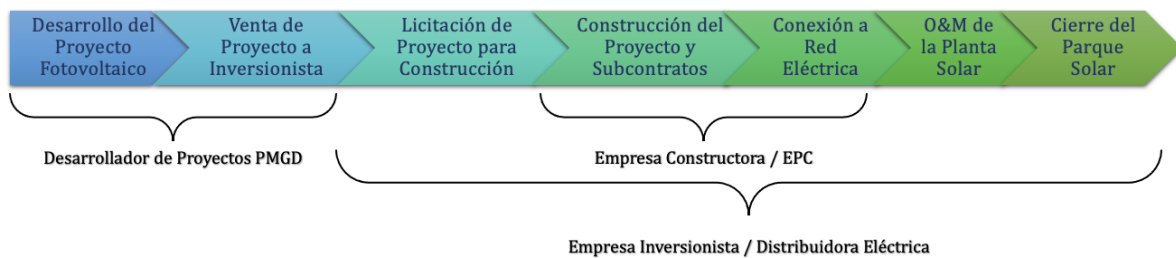 Desarrollo del
Proyecto
Fotovoltaico
Venta de
Proyecto a
Inversionista
Licitación de
Proyecto para
Construcción
Construcción del
Proyecto y
Subcontratos
Conexión a
Red
Eléctrica
O&M de
la Planta
Solar
Cierre del
Parque
Solar
Desarrollador de Proyectos PMGD
Empresa Constructora / EPC
Empresa Inversionista / Distribuidora Eléctrica